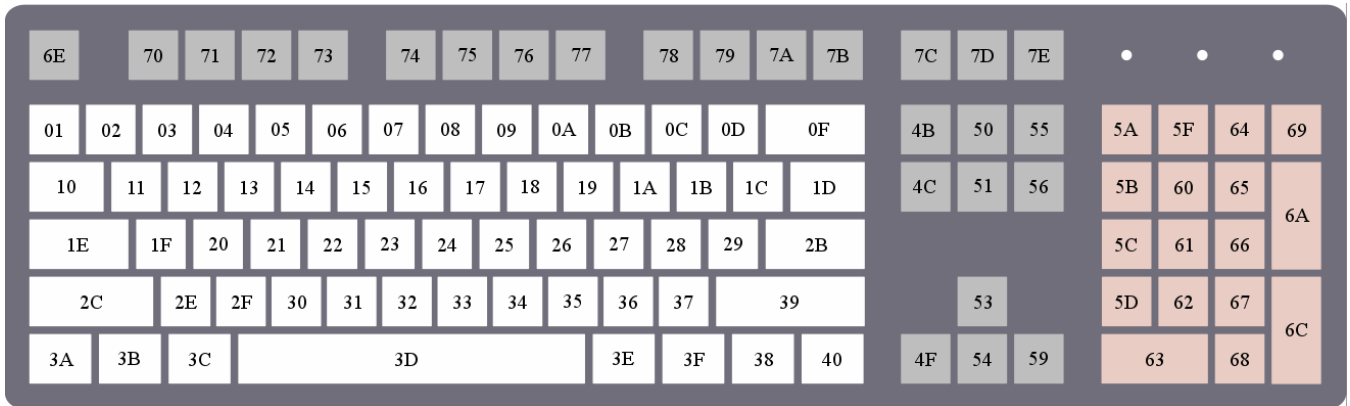 6E 70 71 72 73 74 75 76 77 78 79 7A 7B 7C 7D 7E
01 02 03 04 05 06 07 08 09 0A 0B 0C 0D 0F 4B 50 55 5A 5F 64 69
10 11 12 13 14 15 16 17 18 19 1A 1B 1C 1D 4C 51 56 5B 60 65
6A
1E 1F 20 21 22 23 24 25 26 27 28 29 2B 5C 61 66
2C 2E 2F 30 31 32 33 34 35 36 37 39 53 5D 62 67
6C
3A 3B 3C 3D 3E 3F 38 40 4F 54 59 63 68